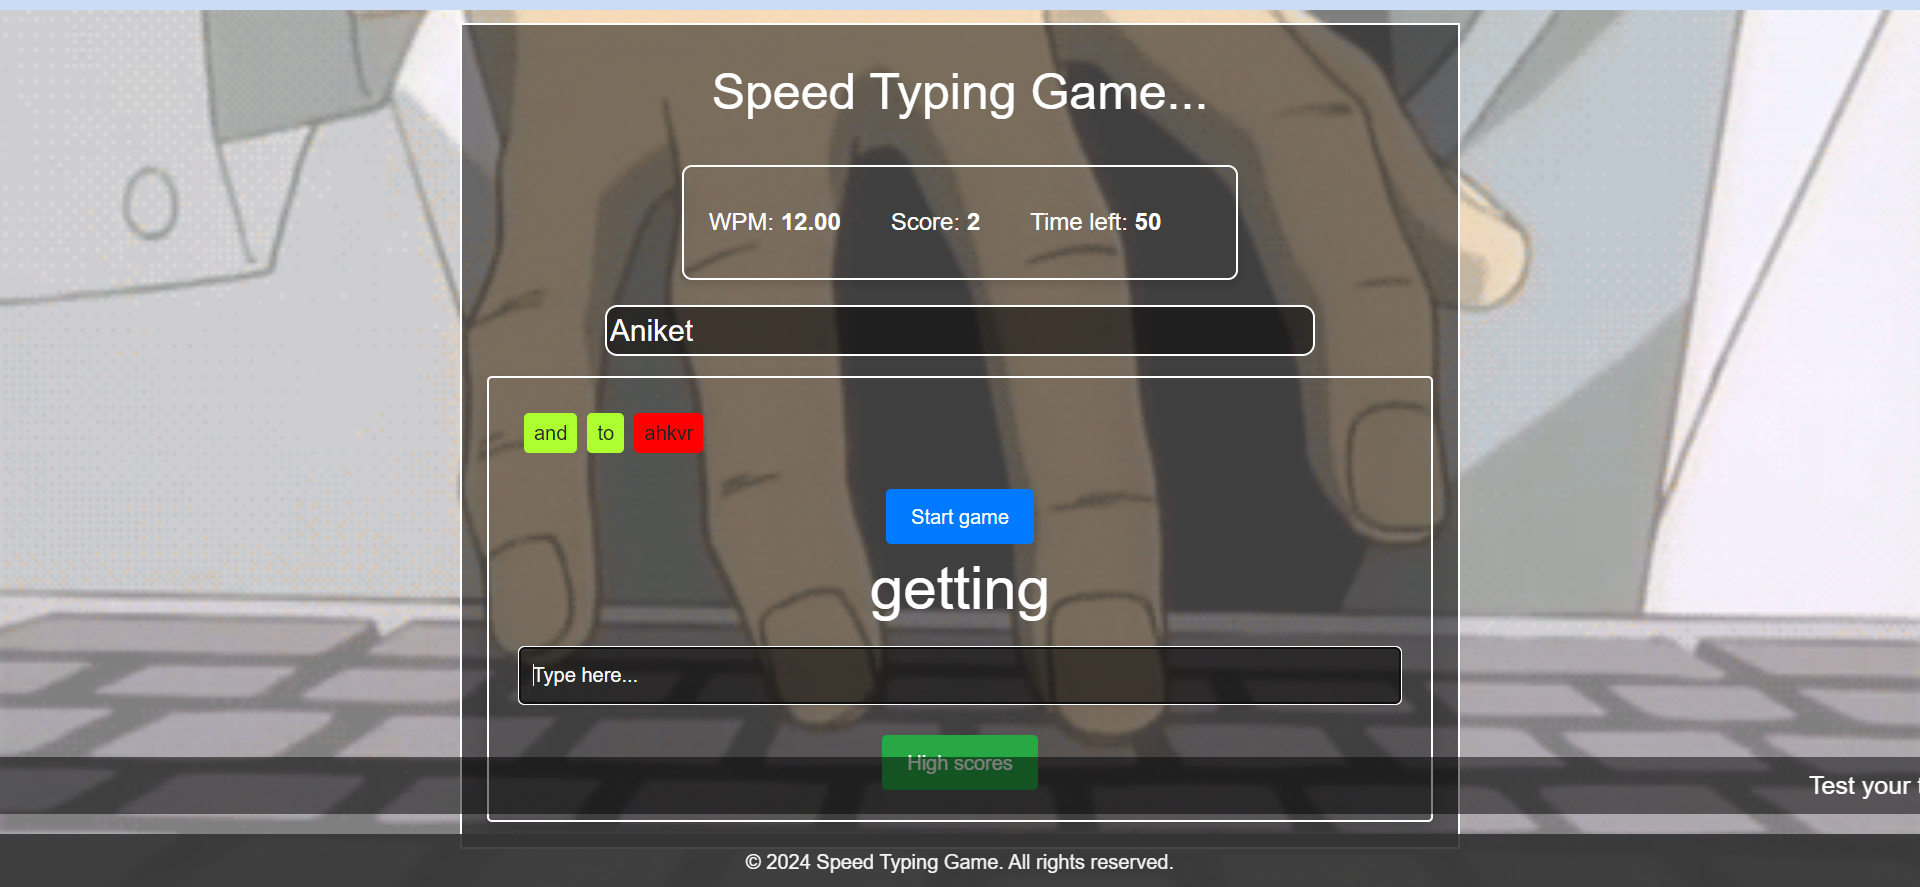 Speed Typing Game...
WPM: 12.00 Score: 2 Time left: 50
Aniket
and to ahkvr
Start game
getting
Type here...
High scores
Test your
© 2024 Speed Typing Game. All rights reserved.